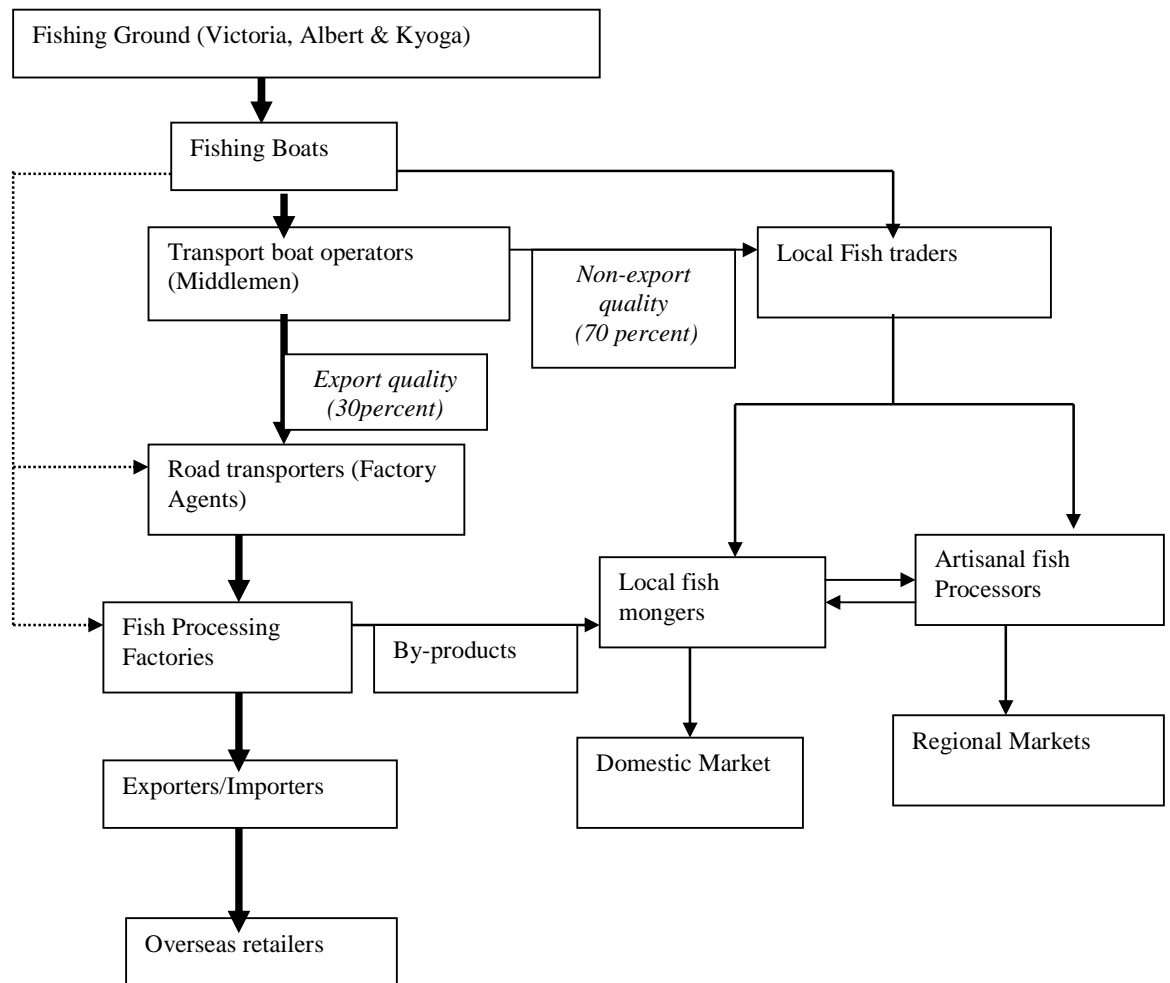 Fishing Ground (Victoria, Albert & Kyoga)
Fishing Boats
Transport boat operators
(Middlemen)
Non-export
quality
(70 percent)
Local Fish traders
Export quality
(30percent)
Road transporters (Factory
Agents)
Local fish
mongers
Artisanal fish
Processors
Fish Processing
Factories
By-products
Domestic Market
Regional Markets
Exporters/Importers
Overseas retailers